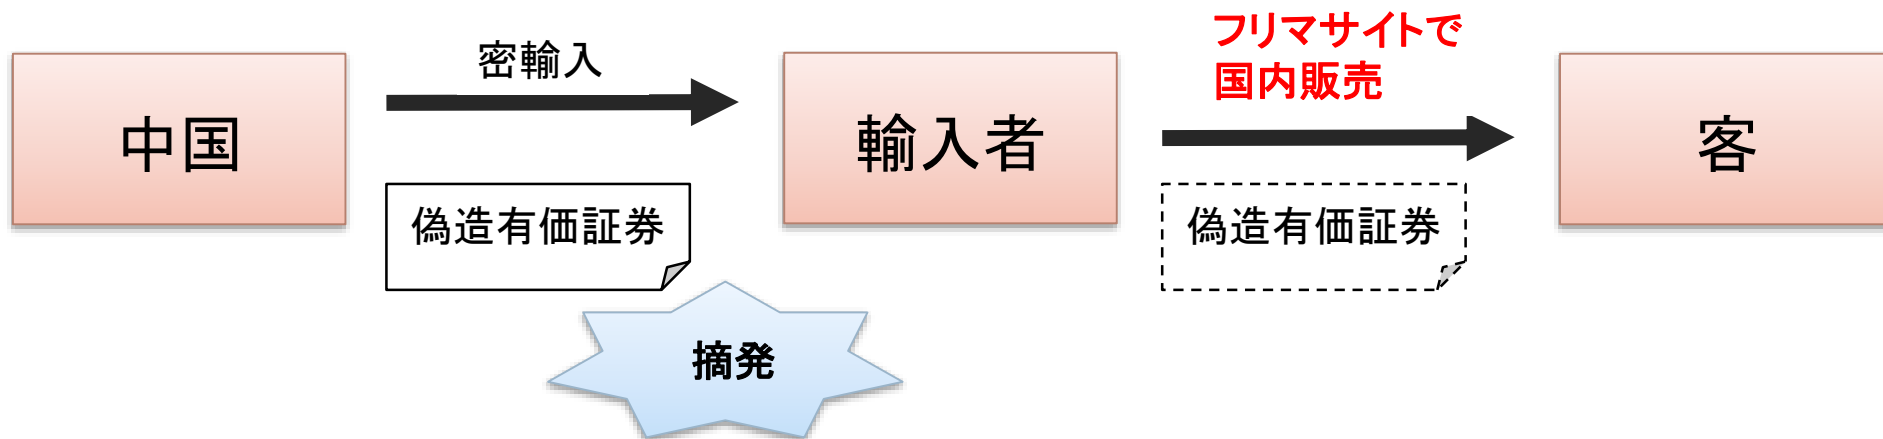 中国
密輸入
偽造有価証券
摘発
輸入者
フリマサイトで
国内販売
偽造有価証券
客